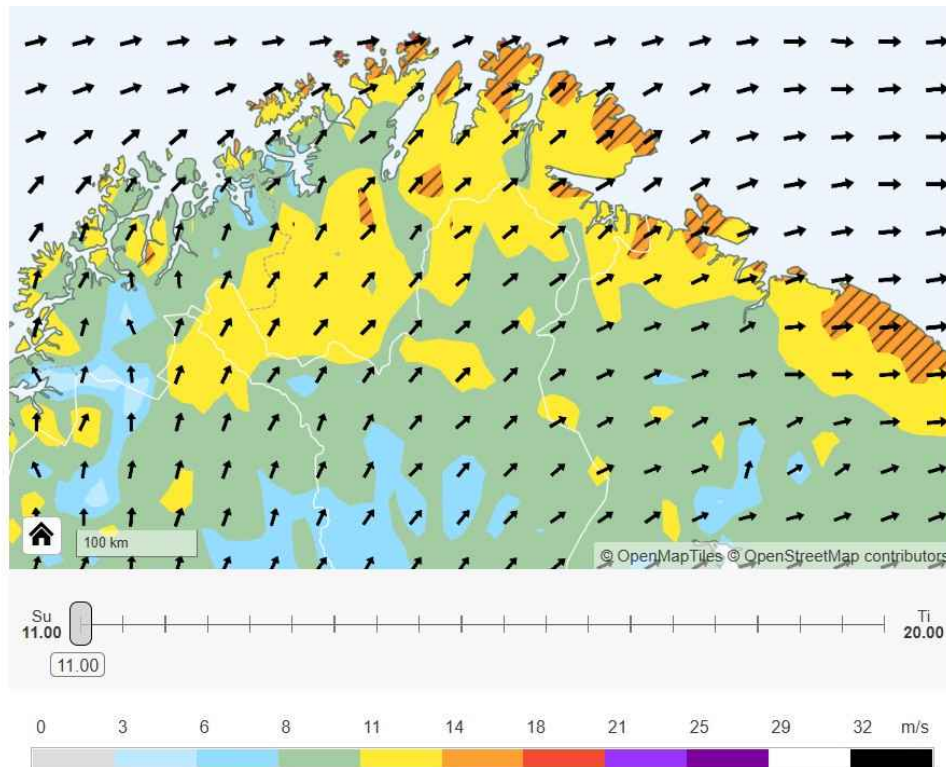 100 km
© OpenMapTiles © OpenStreetMap contributors
Su
11.00
Ti
20.00
11.00
0 3 6 8 11 14 18 21 25 29 32 m/s